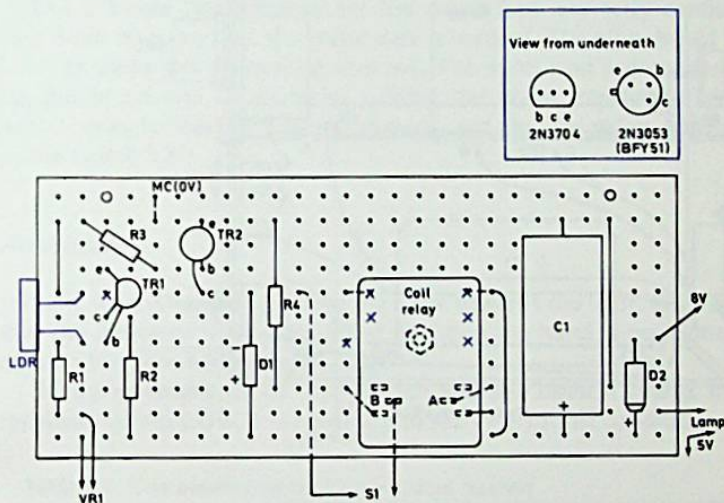 View from underneath
e b
c
b c e
2N3704 2N3053
(BFY51)
MC(0V)
R3
e
TR2
e
b
TR1
c
R4
Coil
relay
8V
c
b
C1
LDR
R1
R2
-
D1
+
D2
B
A
+
+
Lamp
5V
VR1
S1